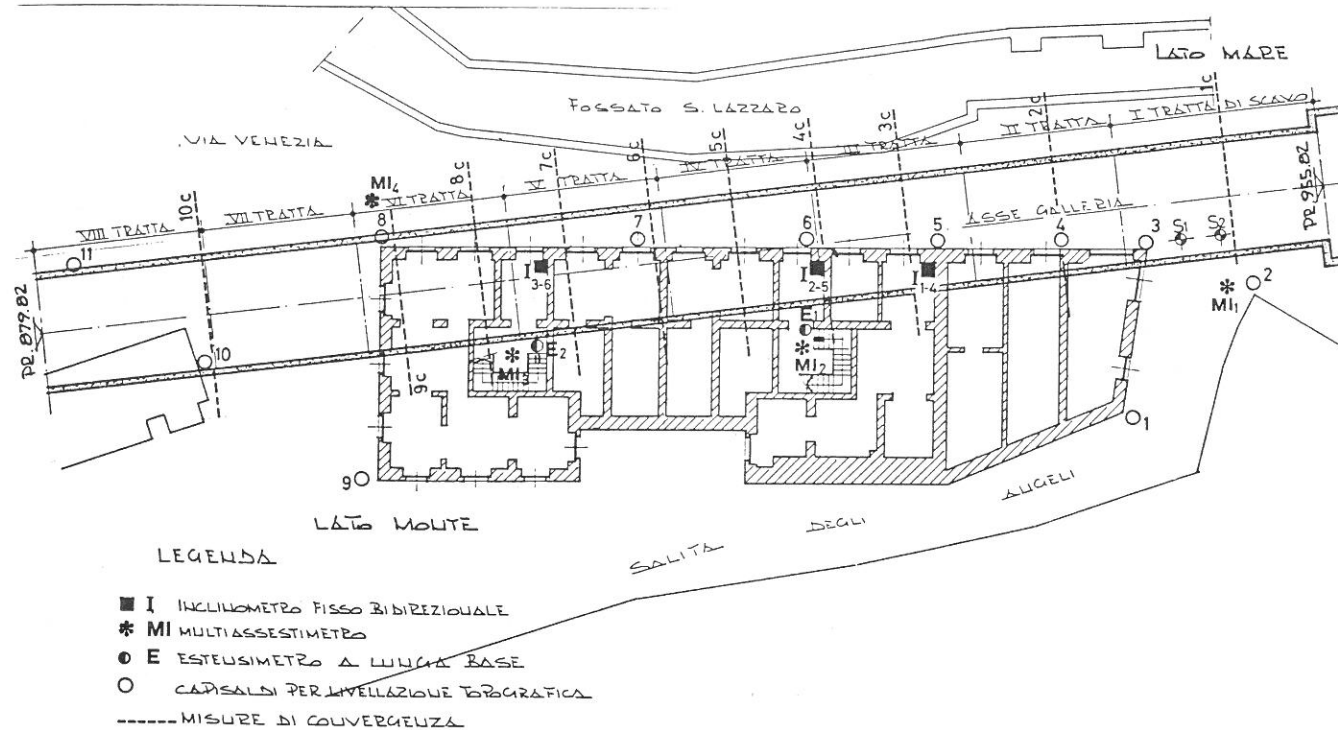 LATO MARE
FOSSATO S. LAZZARO
VIA VENEZIA
I TRATTA DI SCAVO
II TRATTA
III TRATTA
IV TRATTA
V TRATTA
VI TRATTA
VII TRATTA
VIII TRATTA
1c
2c
3c
4c
5c
6c
7c
8c
9c
10c
ASSE GALLERIA
PR. 955.82
PR. 879.82
MI4
8
7
6
5
4
3
S1
S2
2
MI1
11
10
I 3-6
I 2-5
I 1-4
E1
MI2
E2
MI3
1
9
LATO MONTE
SALITA DEGLI ANGELI
LEGENDA
I INCLINOMETRO FISSO BIDIREZIONALE
MI MULTIASSESTIMETRO
E ESTENSIMETRO A LUNGA BASE
CAPISALDI PER LIVELLAZIONE TOPOGRAFICA
MISURE DI CONVERGENZA